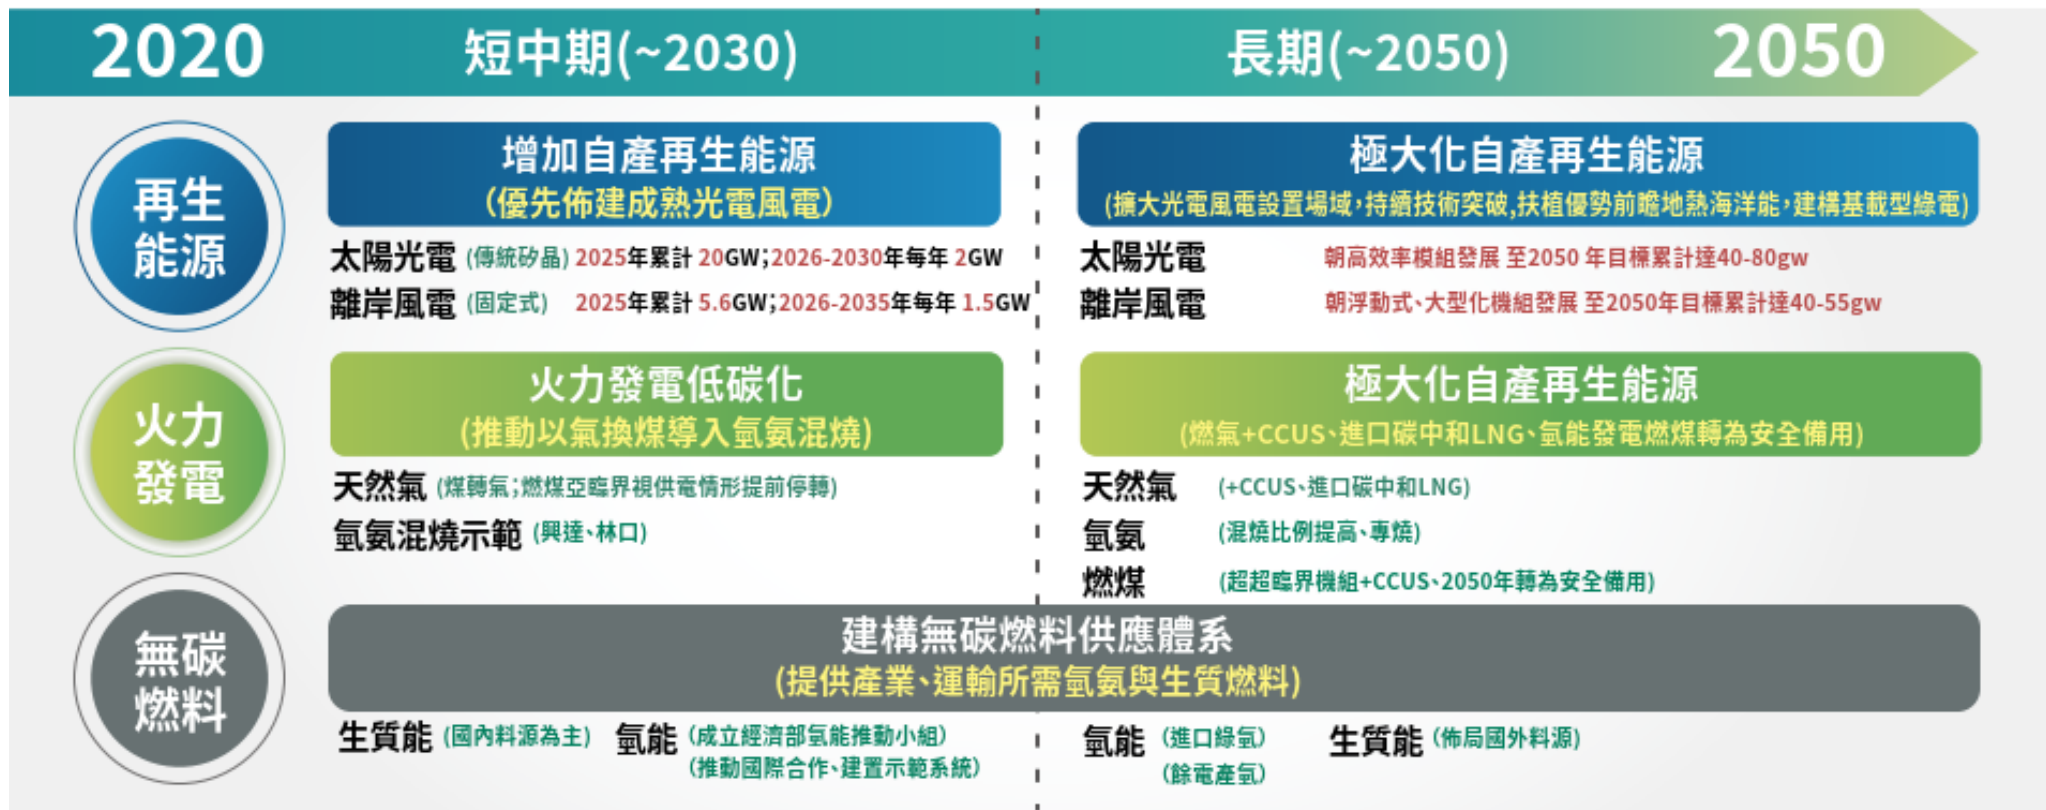 2020 短中期(~2030) 長期(~2050) 2050
再生
能源
增加自產再生能源
(優先佈建成熟光電風電)
太陽光電 (傳統矽晶) 2025年累計 20GW;2026-2030年每年 2GW
離岸風電 (固定式) 2025年累計 5.6GW;2026-2035年每年 1.5GW
極大化自產再生能源
(擴大光電風電設置場域,持續技術突破,扶植優勢前瞻地熱海洋能,建構基載型綠電)
太陽光電 朝高效率模組發展 至2050 年目標累計達40-80gw
離岸風電 朝浮動式、大型化機組發展 至2050年目標累計達40-55gw
火力
發電
火力發電低碳化
(推動以氣換煤導入氫氨混燒)
天然氣 (煤轉氣;燃煤亞臨界視供電情形提前停轉)
氫氨混燒示範 (興達、林口)
極大化自產再生能源
(燃氣+CCUS、進口碳中和LNG、氫能發電燃煤轉為安全備用)
天然氣 (+CCUS、進口碳中和LNG)
氫氨 (混燒比例提高、專燒)
燃煤 (超超臨界機組+CCUS、2050年轉為安全備用)
無碳
燃料
建構無碳燃料供應體系
(提供產業、運輸所需氫氨與生質燃料)
生質能 (國內料源為主) 氫能 (成立經濟部氫能推動小組)
(推動國際合作、建置示範系統)
氫能 (進口綠氫) 生質能 (佈局國外料源)
(餘電產氫)